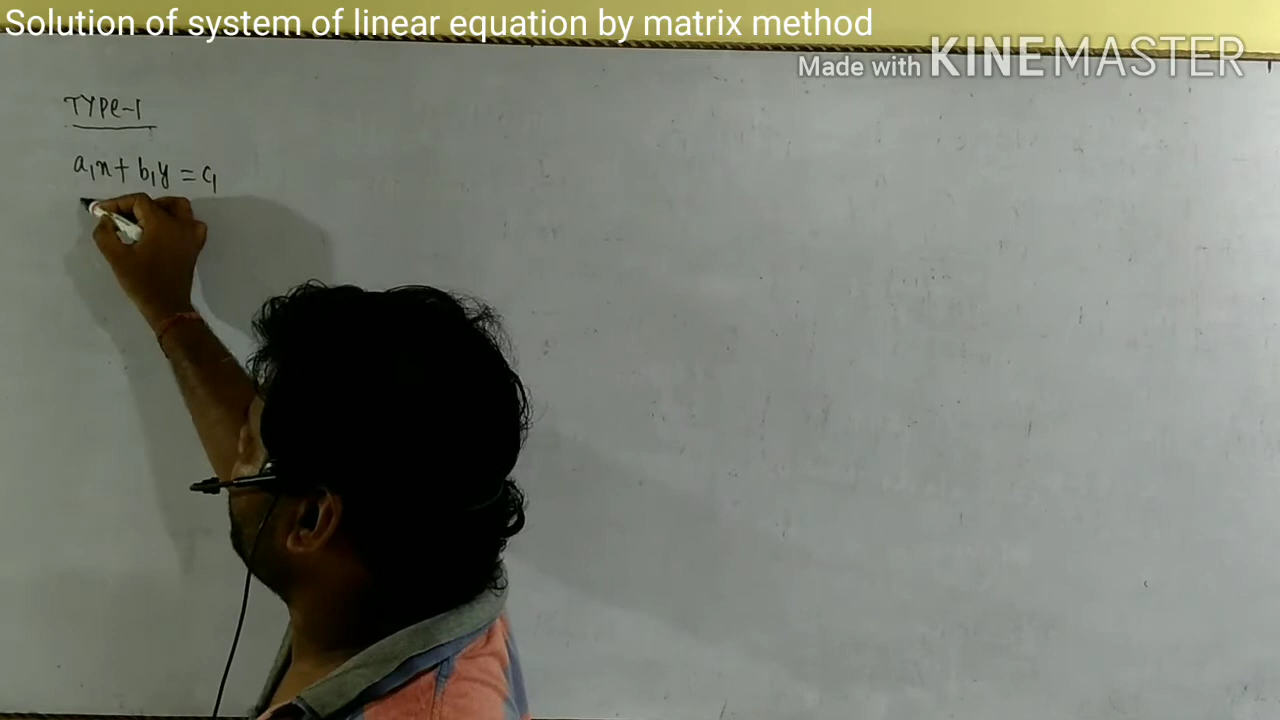 Solution of system of linear equation by matrix method
Made with KINEMASTER
TYPE-1
a₁x + b₁y = c₁